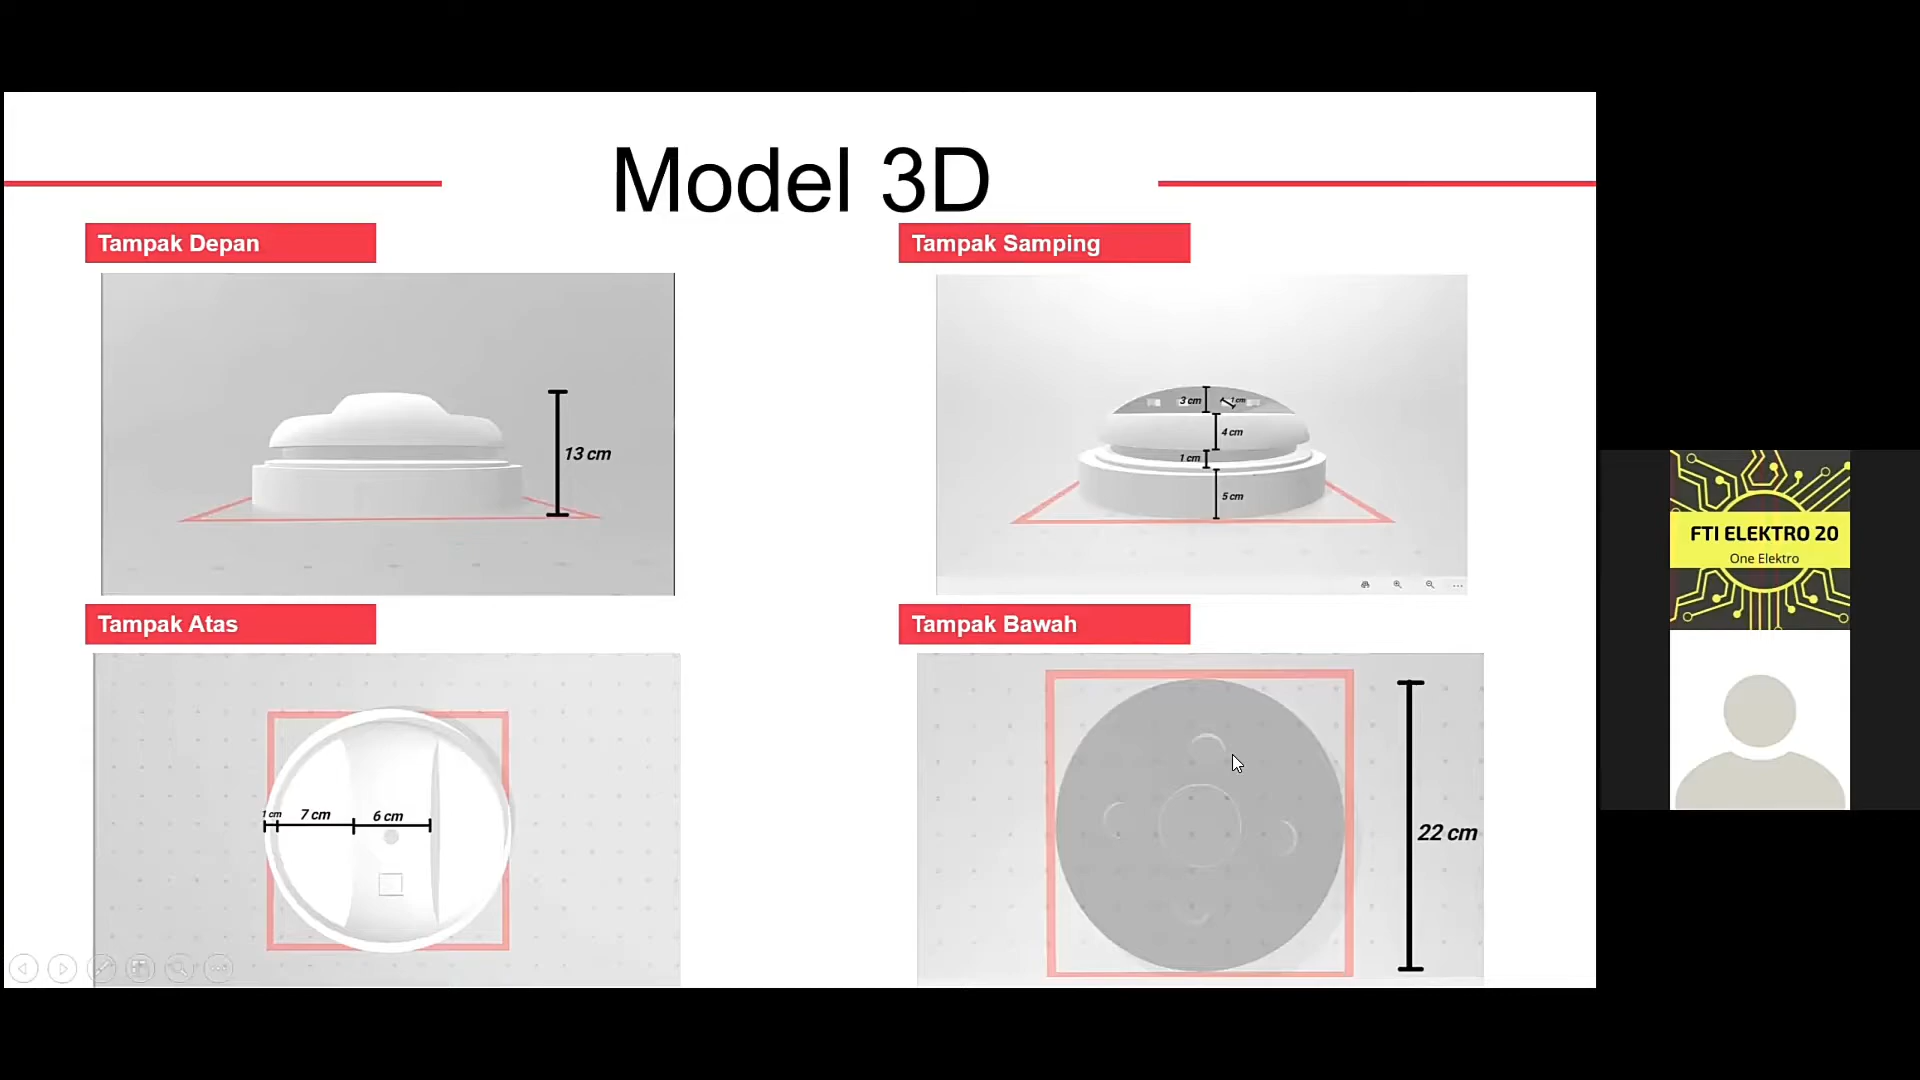 Model 3D
Tampak Depan
Tampak Samping
13 cm
3 cm
1 cm
4 cm
1 cm
5 cm
Tampak Atas
Tampak Bawah
1 cm
7 cm
6 cm
22 cm
FTI ELEKTRO 20
One Elektro